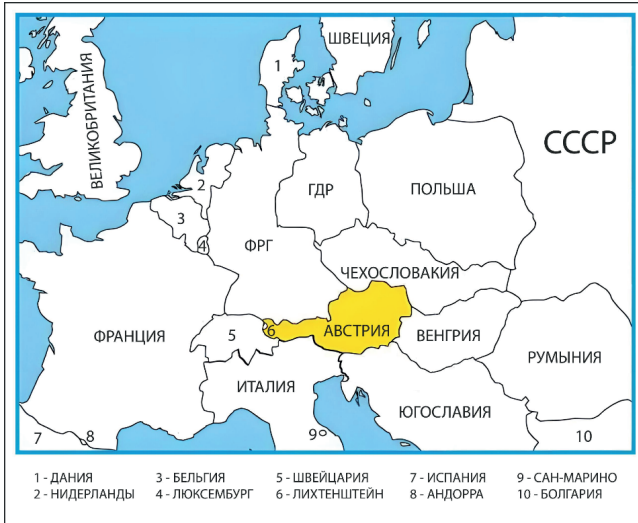 ШВЕЦИЯ
1
ВЕЛИКОБРИТАНИЯ
СССР
2
ГДР
ПОЛЬША
3
4
ФРГ
ЧЕХОСЛОВАКИЯ
ФРАНЦИЯ
5
6
АВСТРИЯ
ВЕНГРИЯ
РУМЫНИЯ
ИТАЛИЯ
ЮГОСЛАВИЯ
7
8
9
10
1 - ДАНИЯ 3 - БЕЛЬГИЯ 5 - ШВЕЙЦАРИЯ 7 - ИСПАНИЯ 9 - САН-МАРИНО
2 - НИДЕРЛАНДЫ 4 - ЛЮКСЕМБУРГ 6 - ЛИХТЕНШТЕЙН 8 - АНДОРРА 10 - БОЛГАРИЯ